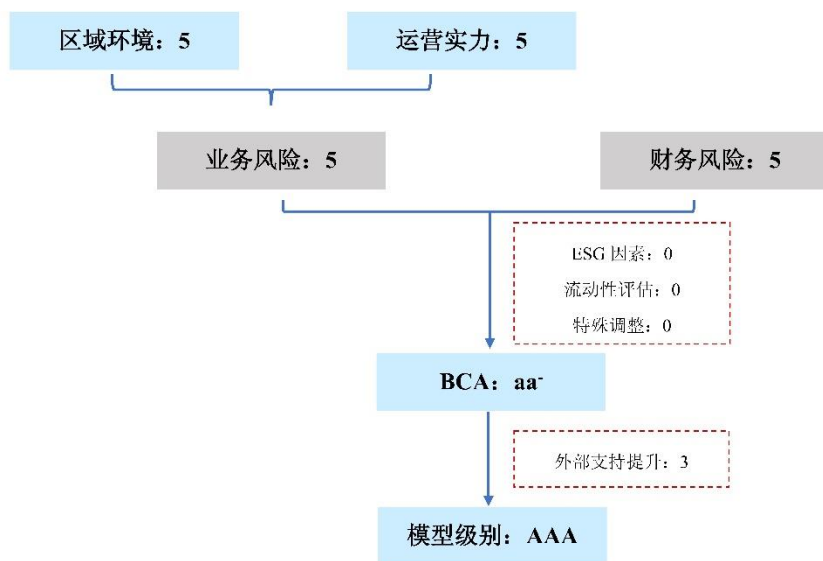 区域环境：5
运营实力：5
业务风险：5
财务风险：5
ESG 因素：0
流动性评估：0
特殊调整：0
BCA：aa-
外部支持提升：3
模型级别：AAA